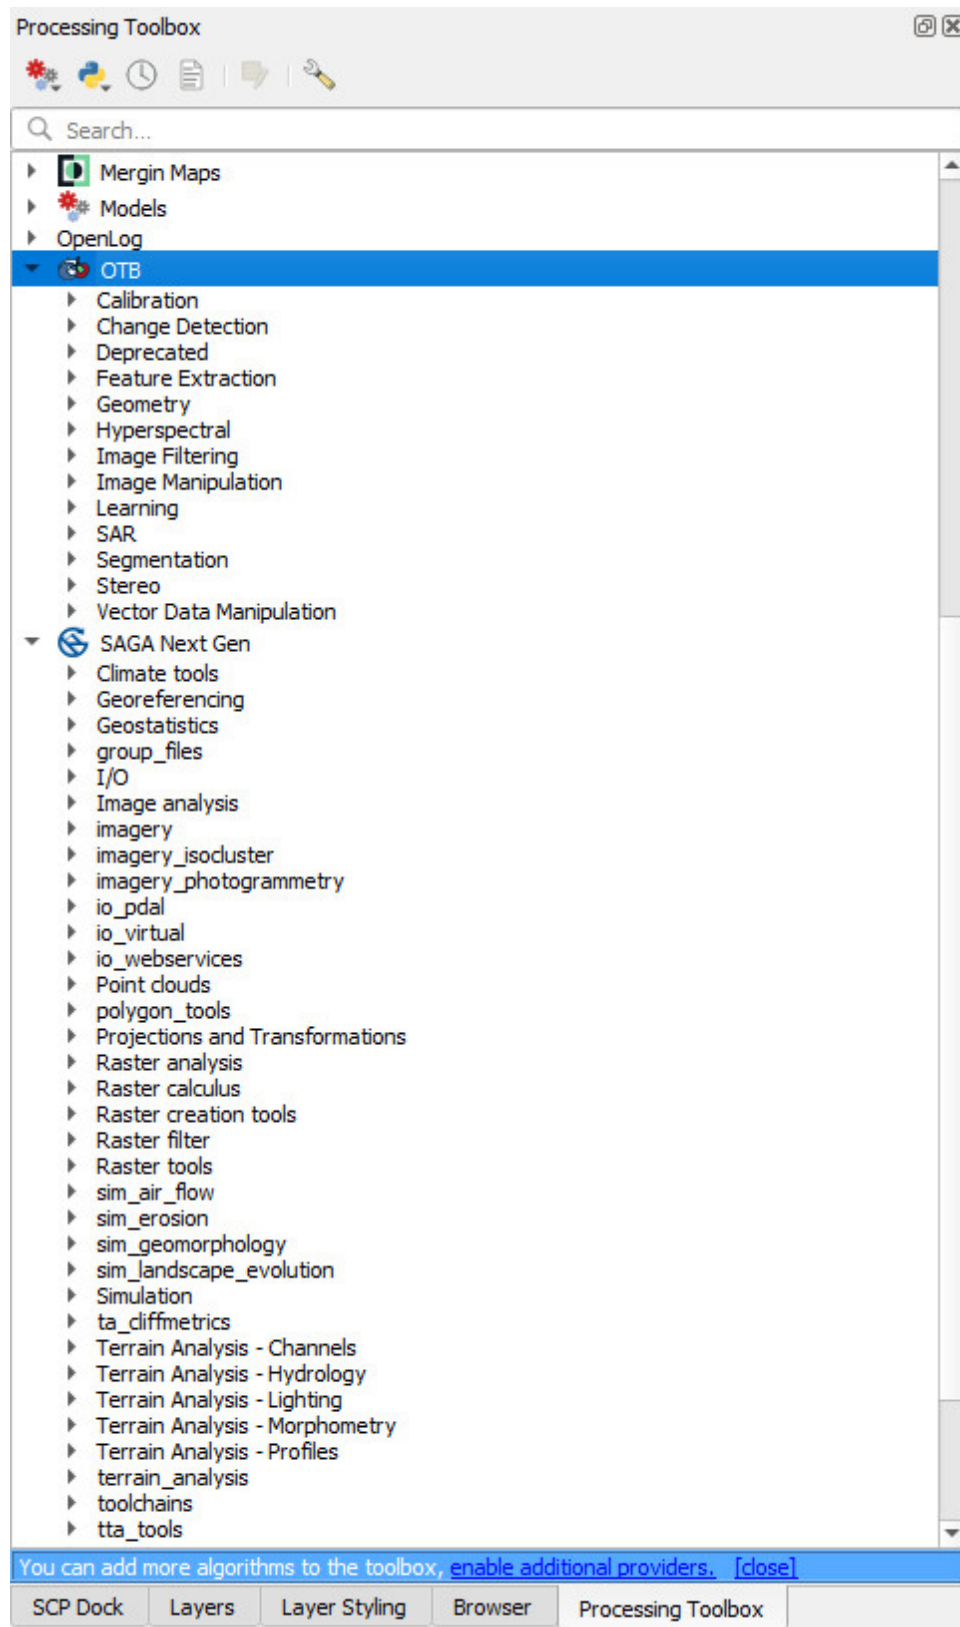 Processing Toolbox
Search...
Mergin Maps
Models
OpenLog
OTB
Calibration
Change Detection
Deprecated
Feature Extraction
Geometry
Hyperspectral
Image Filtering
Image Manipulation
Learning
SAR
Segmentation
Stereo
Vector Data Manipulation
SAGA Next Gen
Climate tools
Georeferencing
Geostatistics
group_files
I/O
Image analysis
imagery
imagery_isocluster
imagery_photogrammetry
io_pdal
io_virtual
io_webservices
Point clouds
polygon_tools
Projections and Transformations
Raster analysis
Raster calculus
Raster creation tools
Raster filter
Raster tools
sim_air_flow
sim_erosion
sim_geomorphology
sim_landscape_evolution
Simulation
ta_cliffmetrics
Terrain Analysis - Channels
Terrain Analysis - Hydrology
Terrain Analysis - Lighting
Terrain Analysis - Morphometry
Terrain Analysis - Profiles
terrain_analysis
toolchains
tta_tools
You can add more algorithms to the toolbox, enable additional providers. [close]
SCP Dock Layers Layer Styling Browser Processing Toolbox